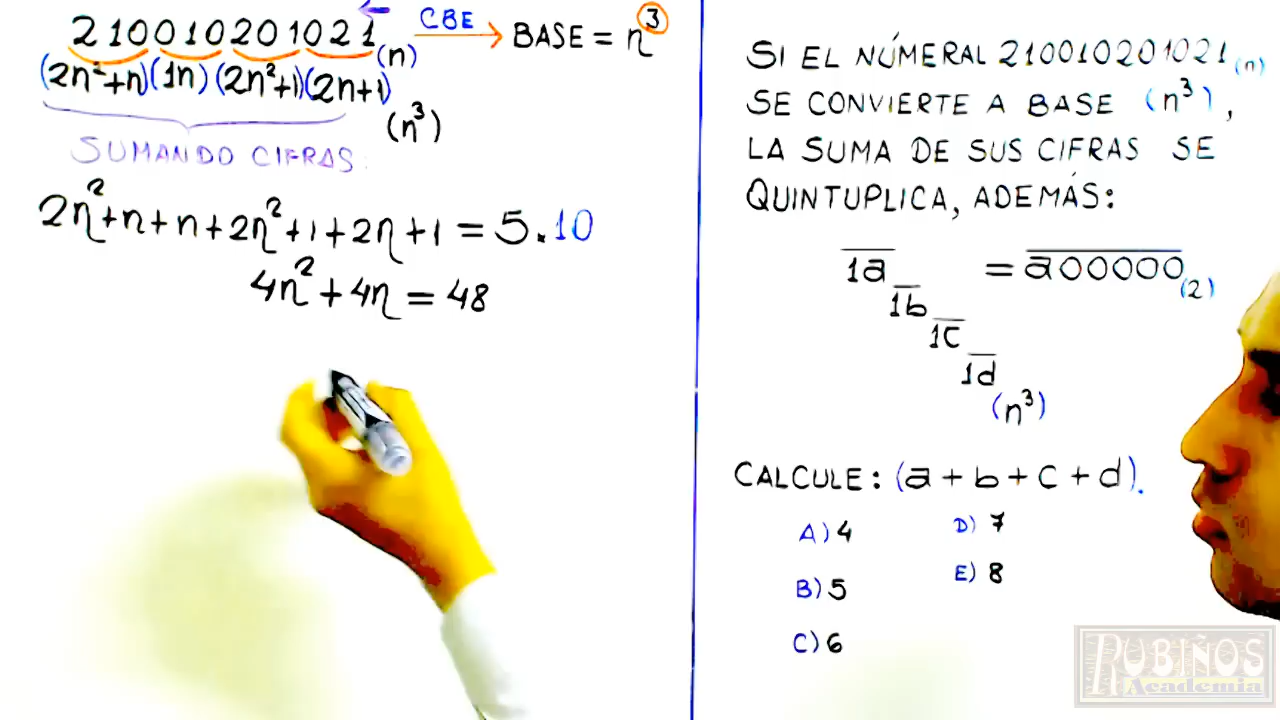 210010201021(n) CBE → BASE = n³
(2n²+n)(1n)(2n²+1)(2n+1)(n³)
SUMANDO CIFRAS:
2n²+n+n+2n²+1+2n+1 = 5.10
4n²+4n = 48
SI EL NÚMERAL 210010201021(n)
SE CONVIERTE A BASE (n³),
LA SUMA DE SUS CIFRAS SE
QUINTUPLICA, ADEMÁS:
1a = a00000(2)
1b
1c
1d
(n³)
CALCULE: (a + b + c + d).
A) 4 D) 7
B) 5 E) 8
C) 6
RUBIÑOS
Academia